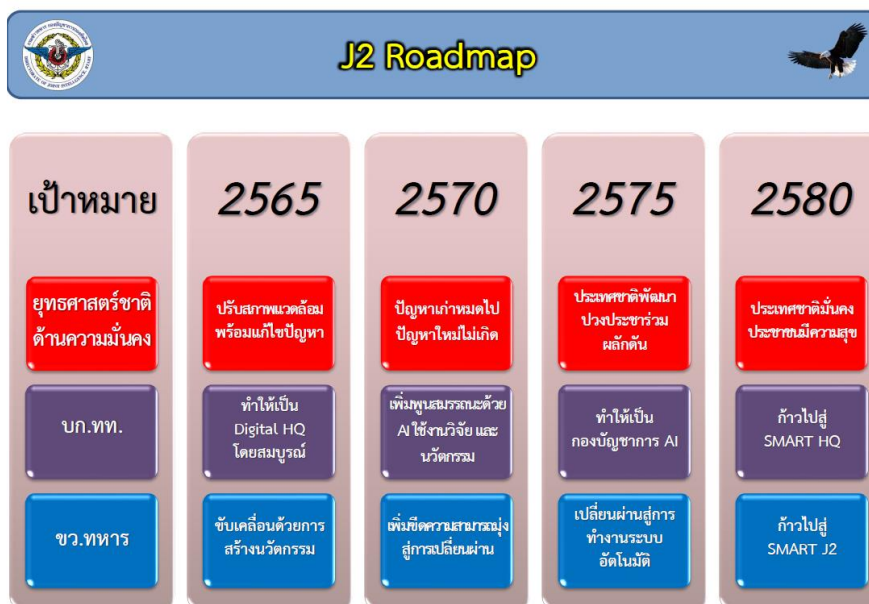 J2 Roadmap
เป้าหมาย
2565
2570
2575
2580
ยุทธศาสตร์ชาติ
ด้านความมั่นคง
ปรับสภาพแวดล้อม
พร้อมแก้ไขปัญหา
ปัญหาเก่าหมดไป
ปัญหาใหม่ไม่เกิด
ประเทศชาติพัฒนา
ปวงประชาร่วม
ผลักดัน
ประเทศชาติมั่นคง
ประชาชนมีความสุข
บก.ทท.
ทำให้เป็น
Digital HQ
โดยสมบูรณ์
เพิ่มพูนสมรรถนะด้วย
AI ใช้งานวิจัย และ
นวัตกรรม
ทำให้เป็น
กองบัญชาการ AI
ก้าวไปสู่
SMART HQ
ขว.ทหาร
ขับเคลื่อนด้วยการ
สร้างนวัตกรรม
เพิ่มขีดความสามารถมุ่ง
สู่การเปลี่ยนผ่าน
เปลี่ยนผ่านสู่การ
ทำงานระบบ
อัตโนมัติ
ก้าวไปสู่
SMART J2